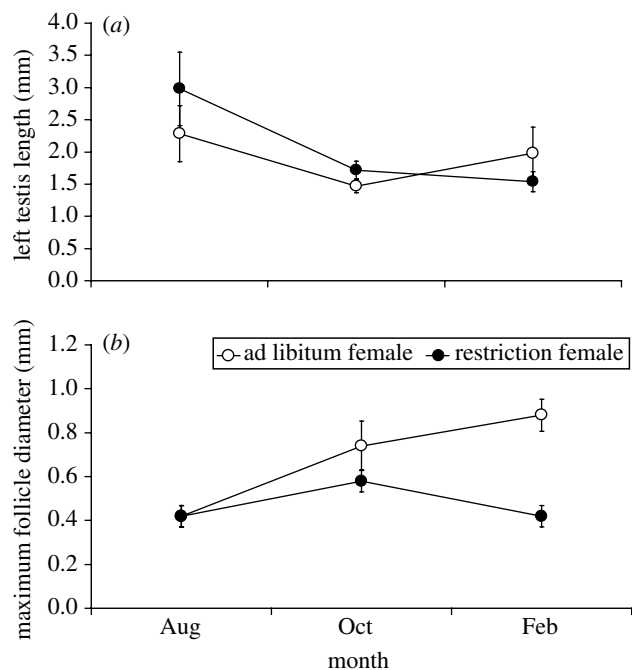 (a)
left testis length (mm)
4.0
3.5
3.0
2.5
2.0
1.5
1.0
0.5
0.0
(b)
ad libitum female
restriction female
maximum follicle diameter (mm)
1.2
1.0
0.8
0.6
0.4
0.2
0.0
Aug Oct Feb
month